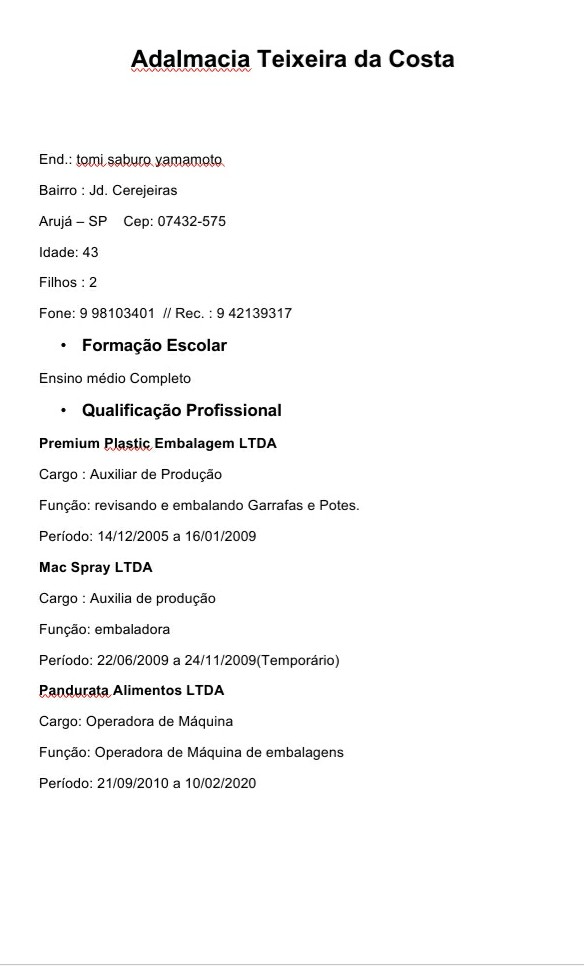 Adalmacia Teixeira da Costa
End.: tomi saburo yamamoto
Bairro : Jd. Cerejeiras
Arujá – SP    Cep: 07432-575
Idade: 43
Filhos : 2
Fone: 9 98103401  // Rec. : 9 42139317
• Formação Escolar
Ensino médio Completo
• Qualificação Profissional
Premium Plastic Embalagem LTDA
Cargo : Auxiliar de Produção
Função: revisando e embalando Garrafas e Potes.
Período: 14/12/2005 a 16/01/2009
Mac Spray LTDA
Cargo : Auxilia de produção
Função: embaladora
Período: 22/06/2009 a 24/11/2009(Temporário)
Pandurata Alimentos LTDA
Cargo: Operadora de Máquina
Função: Operadora de Máquina de embalagens
Período: 21/09/2010 a 10/02/2020